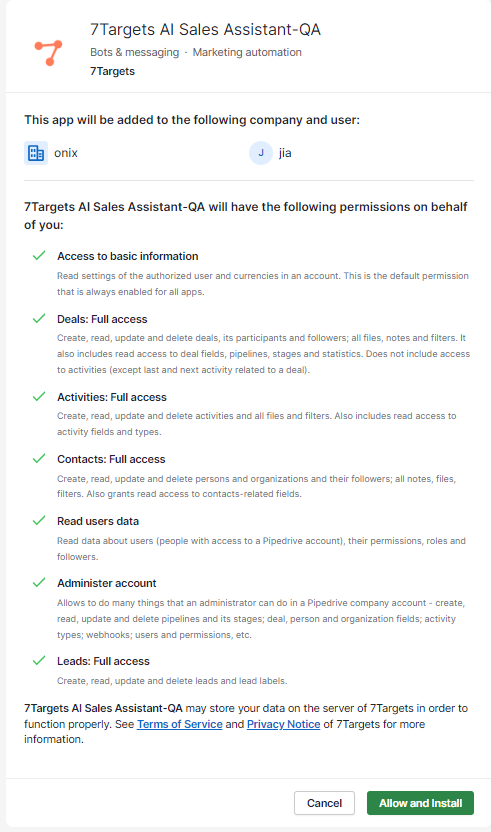 7Targets AI Sales Assistant-QA
Bots & messaging · Marketing automation
7Targets
This app will be added to the following company and user:
onix
J jia
7Targets AI Sales Assistant-QA will have the following permissions on behalf
of you:
Access to basic information
Read settings of the authorized user and currencies in an account. This is the default permission
that is always enabled for all apps.
Deals: Full access
Create, read, update and delete deals, its participants and followers; all files, notes and filters. It
also includes read access to deal fields, pipelines, stages and statistics. Does not include access
to activities (except last and next activity related to a deal).
Activities: Full access
Create, read, update and delete activities and all files and filters. Also includes read access to
activity fields and types.
Contacts: Full access
Create, read, update and delete persons and organizations and their followers; all notes, files,
filters. Also grants read access to contacts-related fields.
Read users data
Read data about users (people with access to a Pipedrive account), their permissions, roles and
followers.
Administer account
Allows to do many things that an administrator can do in a Pipedrive company account - create,
read, update and delete pipelines and its stages; deal, person and organization fields; activity
types; webhooks; users and permissions, etc.
Leads: Full access
Create, read, update and delete leads and lead labels.
7Targets AI Sales Assistant-QA may store your data on the server of 7Targets in order to
function properly. See Terms of Service and Privacy Notice of 7Targets for more
information.
Cancel
Allow and Install